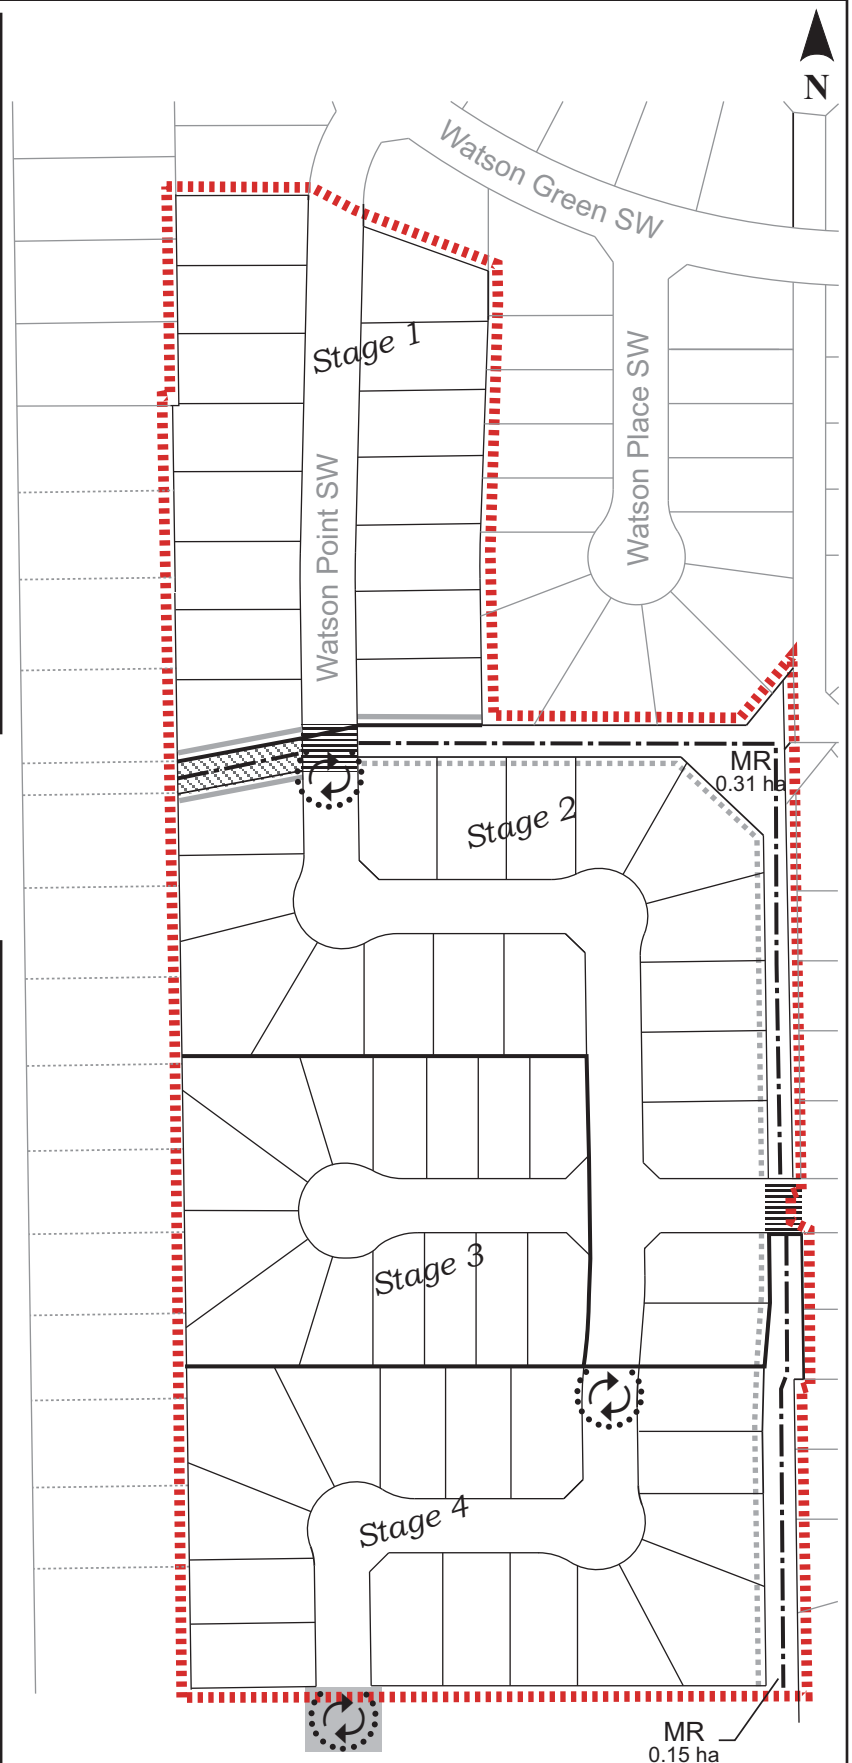 N
Watson Green SW
Stage 1
Watson Place SW
Watson Point SW
MR
0.31 ha
Stage 2
Stage 3
Stage 4
MR
0.15 ha